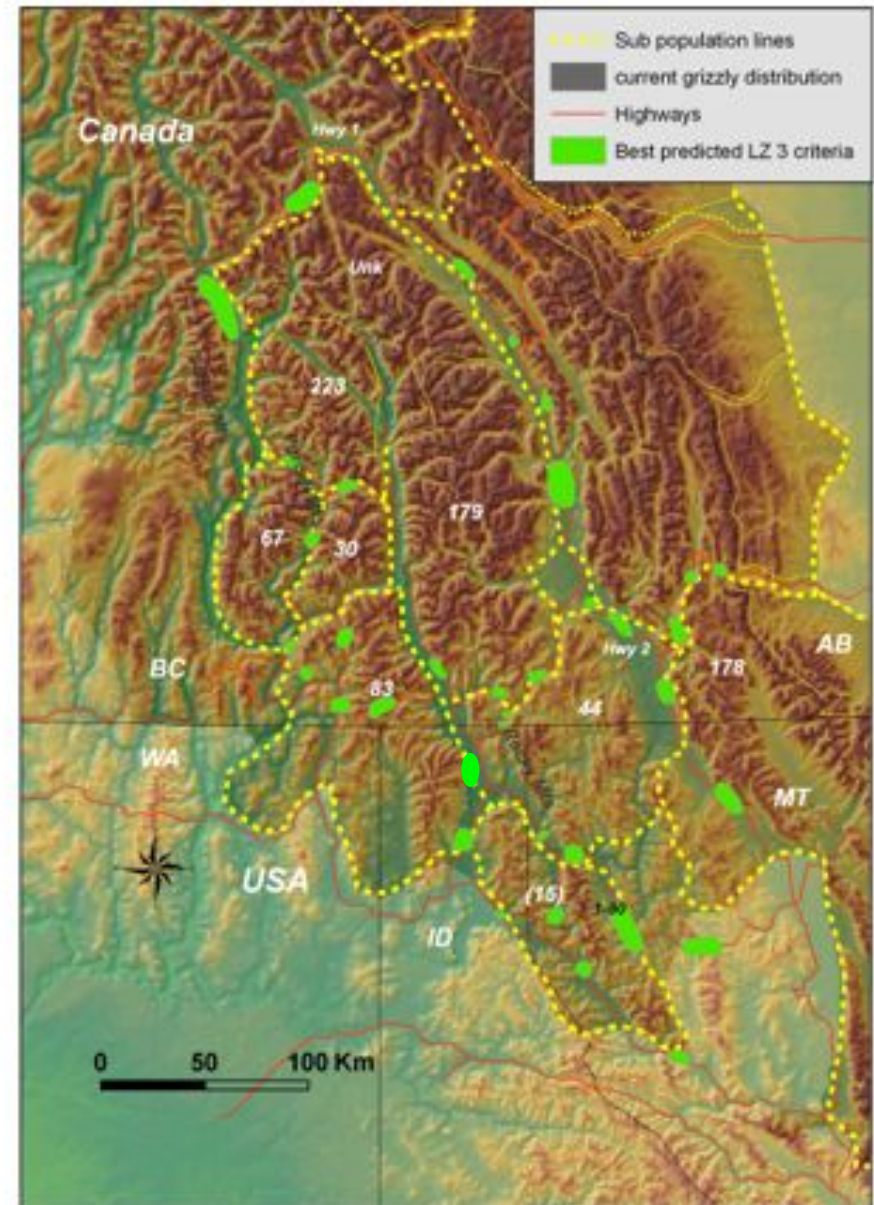 Sub population lines
current grizzly distribution
Highways
Best predicted LZ 3 criteria
Canada
Hwy 1
Unk
223
179
67
30
Hwy 2
BC
83
44
178
AB
WA
MT
USA
(15)
ID
0 50 100 Km